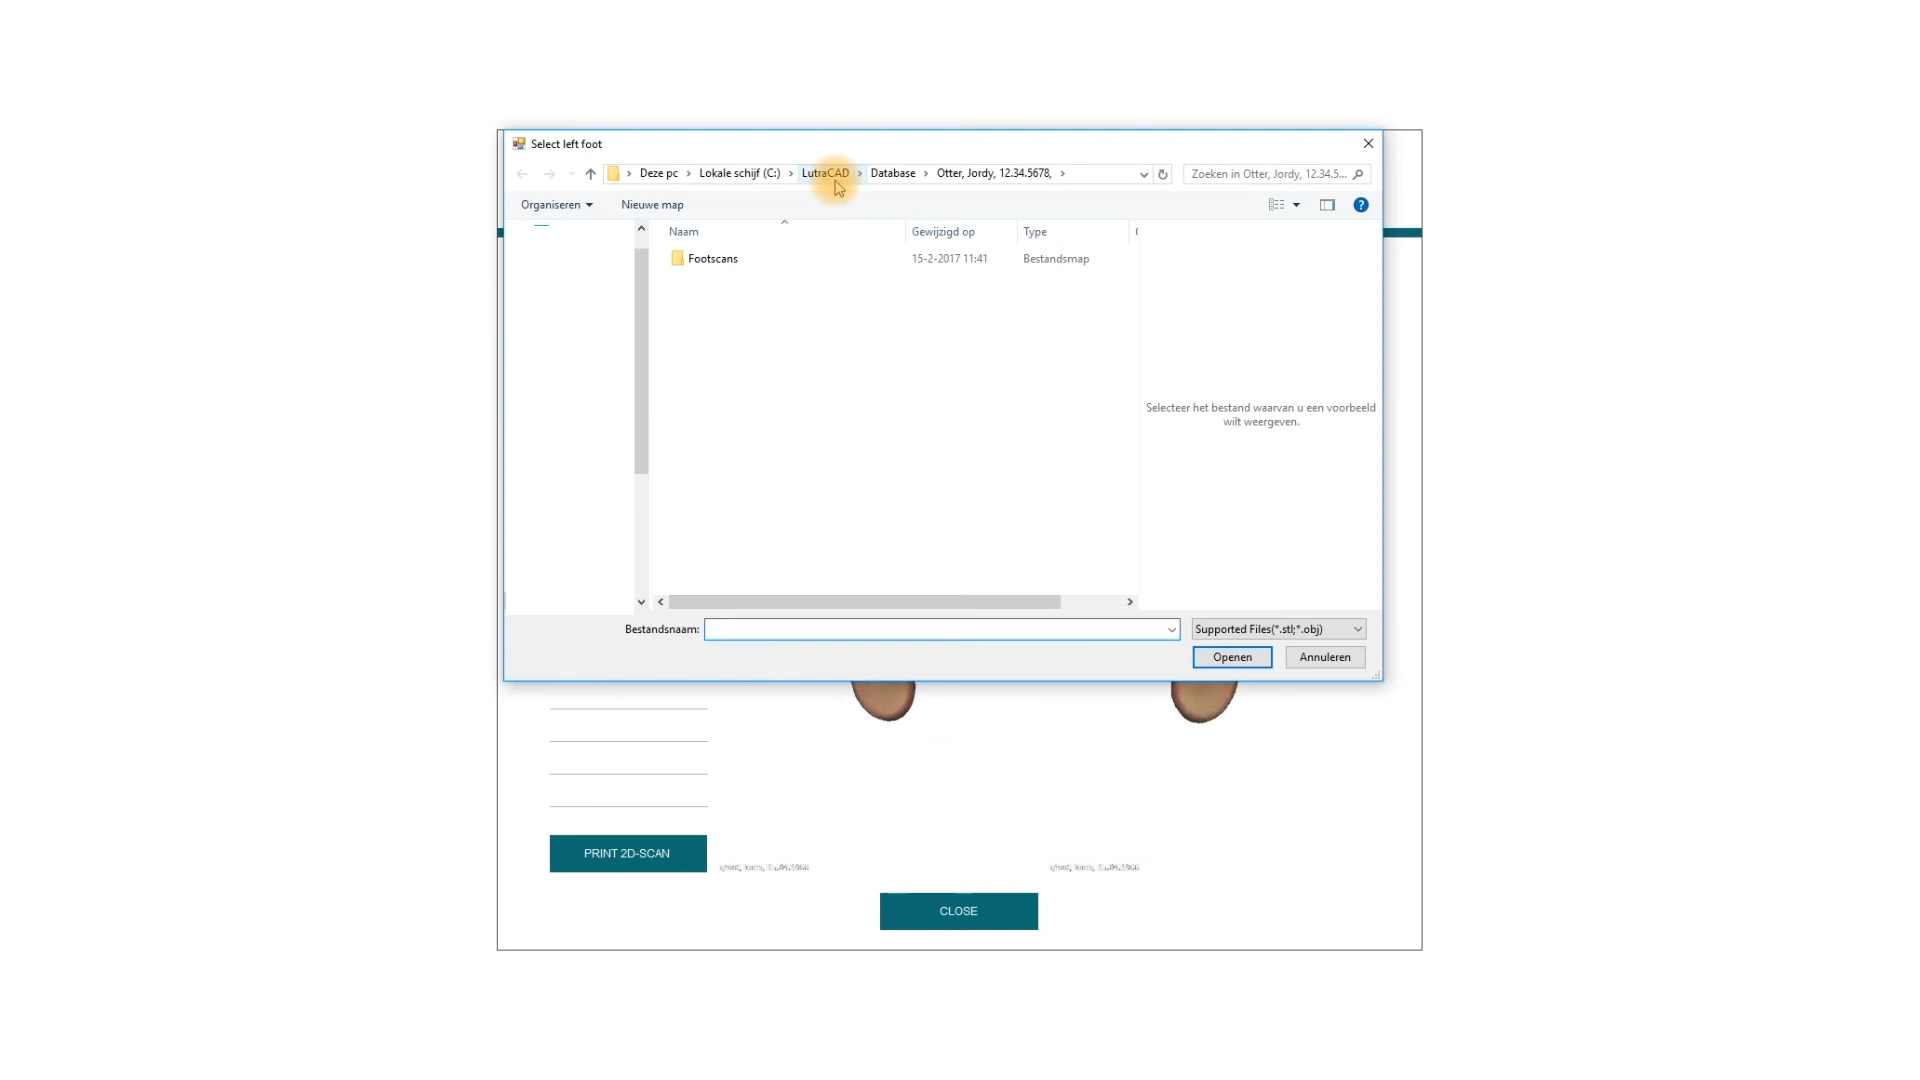 Select left foot
Deze pc > Lokale schijf (C:) > LutraCAD > Database > Otter, Jordy, 12.34.5678, >
Zoeken in Otter, Jordy, 12.34.5...
Organiseren
Nieuwe map
Naam
Gewijzigd op
Type
Footscans
15-2-2017 11:41
Bestandsmap
Selecteer het bestand waarvan u een voorbeeld
wilt weergeven.
Bestandsnaam:
Supported Files(*.stl;*.obj)
Openen
Annuleren
PRINT 2D-SCAN
CLOSE